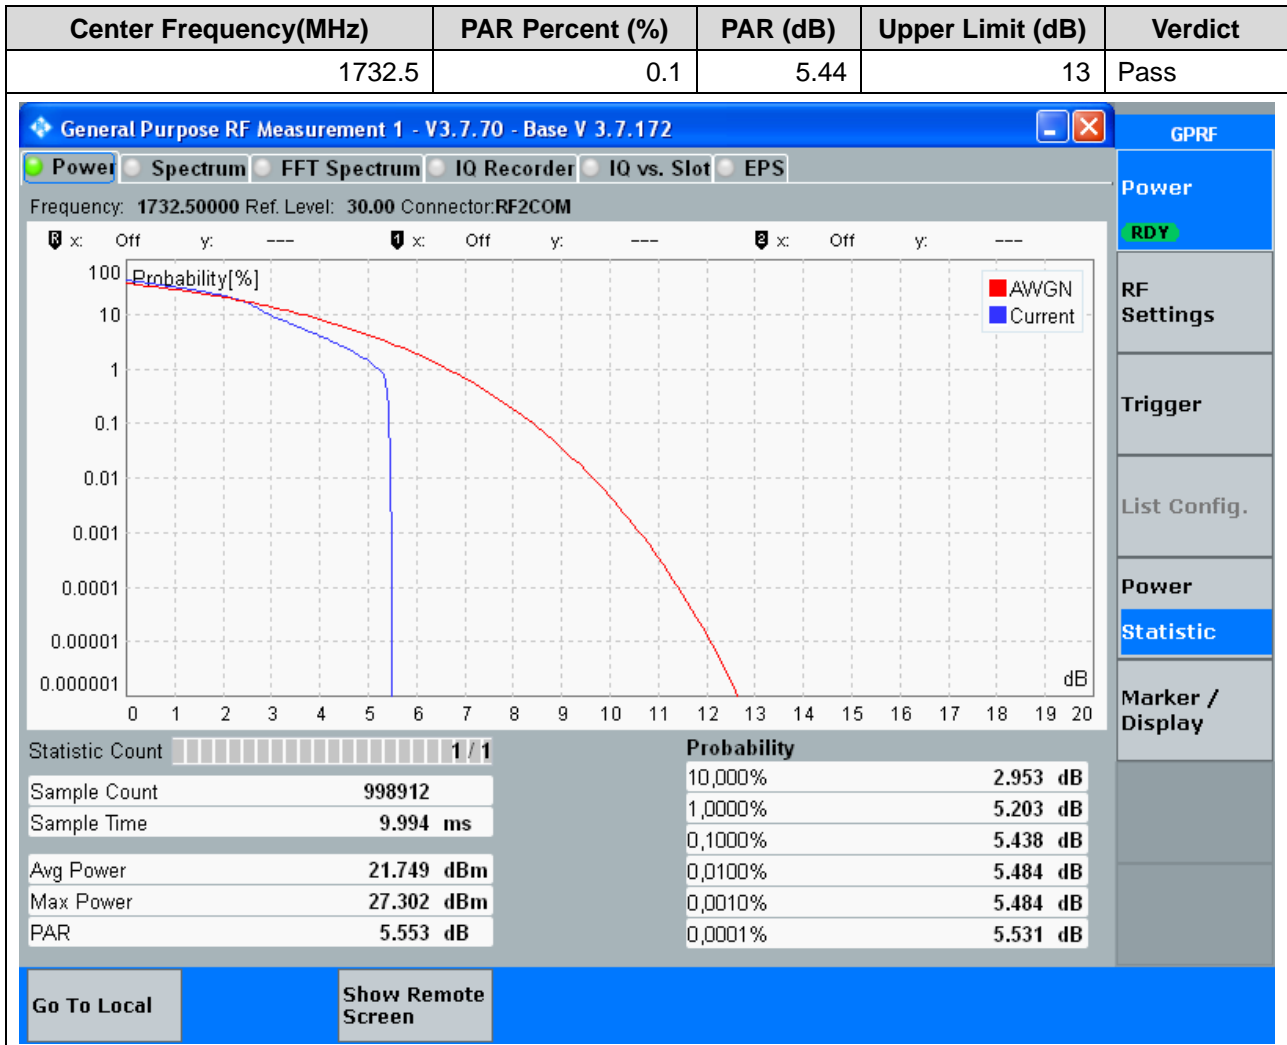 Center Frequency(MHz) PAR Percent (%) PAR (dB) Upper Limit (dB) Verdict
1732.5 0.1 5.44 13 Pass
General Purpose RF Measurement 1 - V3.7.70 - Base V 3.7.172
GPRF
Power Spectrum FFT Spectrum IQ Recorder IQ vs. Slot EPS
Power
RDY
Frequency: 1732.50000 Ref. Level: 30.00 Connector:RF2COM
R x: Off y: --- 1 x: Off y: --- 2 x: Off y: ---
Probability[%]
AWGN
Current
100
10
1
0.1
0.01
0.001
0.0001
0.00001
0.000001
dB
0 1 2 3 4 5 6 7 8 9 10 11 12 13 14 15 16 17 18 19 20
RF
Settings
Trigger
List Config.
Power
Statistic
Marker /
Display
Statistic Count 1 / 1
Sample Count 998912
Sample Time 9.994 ms
Avg Power 21.749 dBm
Max Power 27.302 dBm
PAR 5.553 dB
Probability
10,000% 2.953 dB
1,0000% 5.203 dB
0,1000% 5.438 dB
0,0100% 5.484 dB
0,0010% 5.484 dB
0,0001% 5.531 dB
Go To Local
Show Remote
Screen